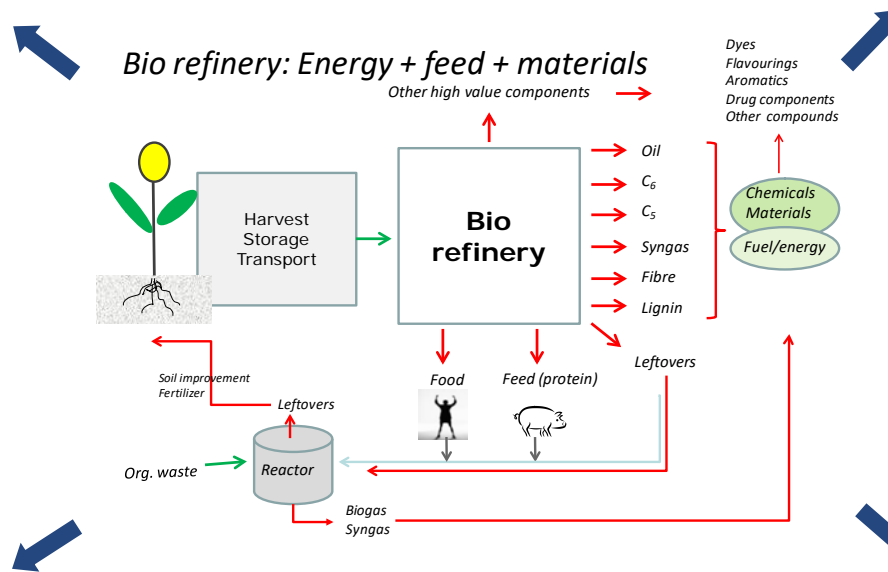 Bio refinery: Energy + feed + materials
Other high value components
Dyes
Flavourings
Aromatics
Drug components
Other compounds
Harvest
Storage
Transport
Bio
refinery
Oil
C₆
C₅
Syngas
Fibre
Lignin
Chemicals
Materials
Fuel/energy
Leftovers
Food
Feed (protein)
Soil improvement
Fertilizer
Leftovers
Org. waste
Reactor
Biogas
Syngas